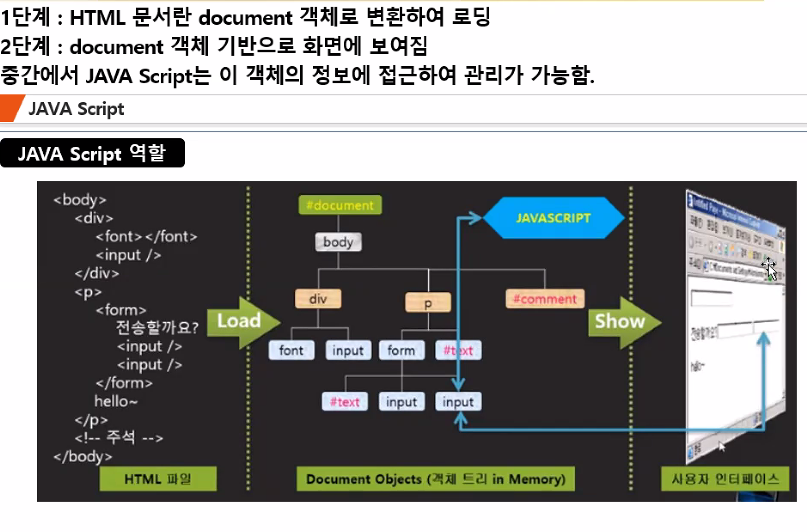 1단계 : HTML 문서란 document 객체로 변환하여 로딩
2단계 : document 객체 기반으로 화면에 보여짐
중간에서 JAVA Script는 이 객체의 정보에 접근하여 관리가 가능함.
JAVA Script
JAVA Script 역할
<body>
<div>
<font></font>
<input />
</div>
<p>
<form>
전송할까요?
<input />
<input />
</form>
hello~
</p>
<!-- 주석 -->
</body>
HTML 파일
Load
#document
body
div
p
#comment
font
input
form
#text
#text
input
input
JAVASCRIPT
Document Objects (객체 트리 in Memory)
Show
전송할까요?
hello~
사용자 인터페이스